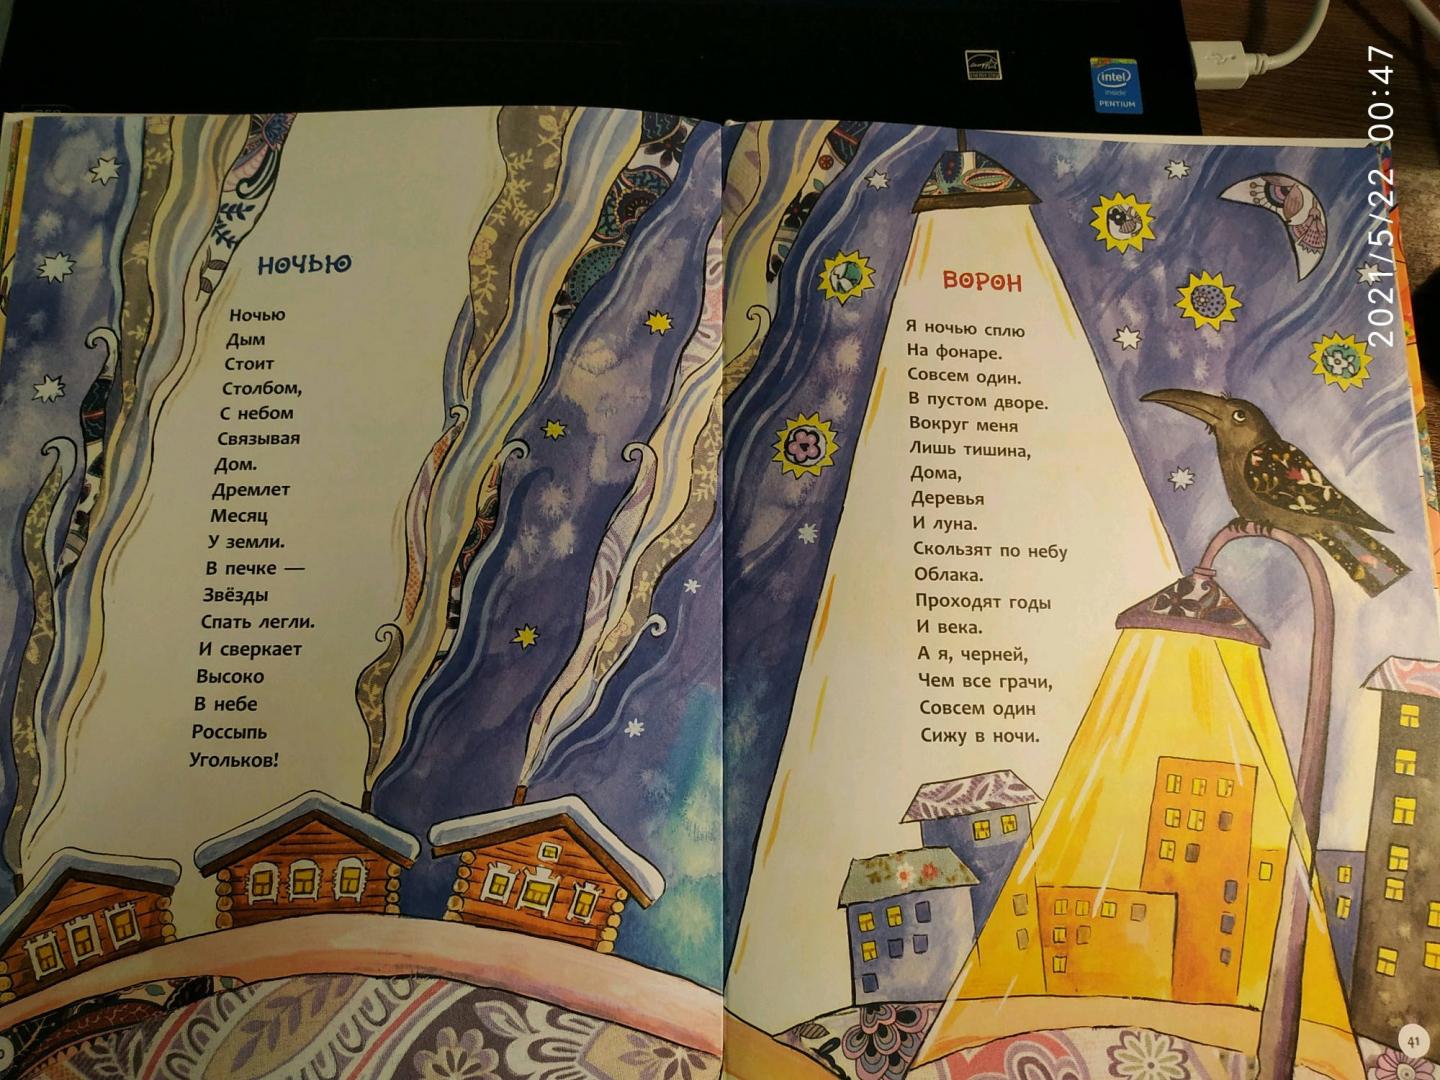 intel
inside
PENTIUM
2021/5/22 00:47
НОЧЬЮ
Ночью
Дым
Стоит
Столбом,
С небом
Связывая
Дом.
Дремлет
Месяц
У земли.
В печке —
Звёзды
Спать легли.
И сверкает
Высоко
В небе
Россыпь
Угольков!
ВОРОН
Я ночью сплю
На фонаре.
Совсем один.
В пустом дворе.
Вокруг меня
Лишь тишина,
Дома,
Деревья
И луна.
Скользят по небу
Облака.
Проходят годы
И века.
А я, черней,
Чем все грачи,
Совсем один
Сижу в ночи.
41